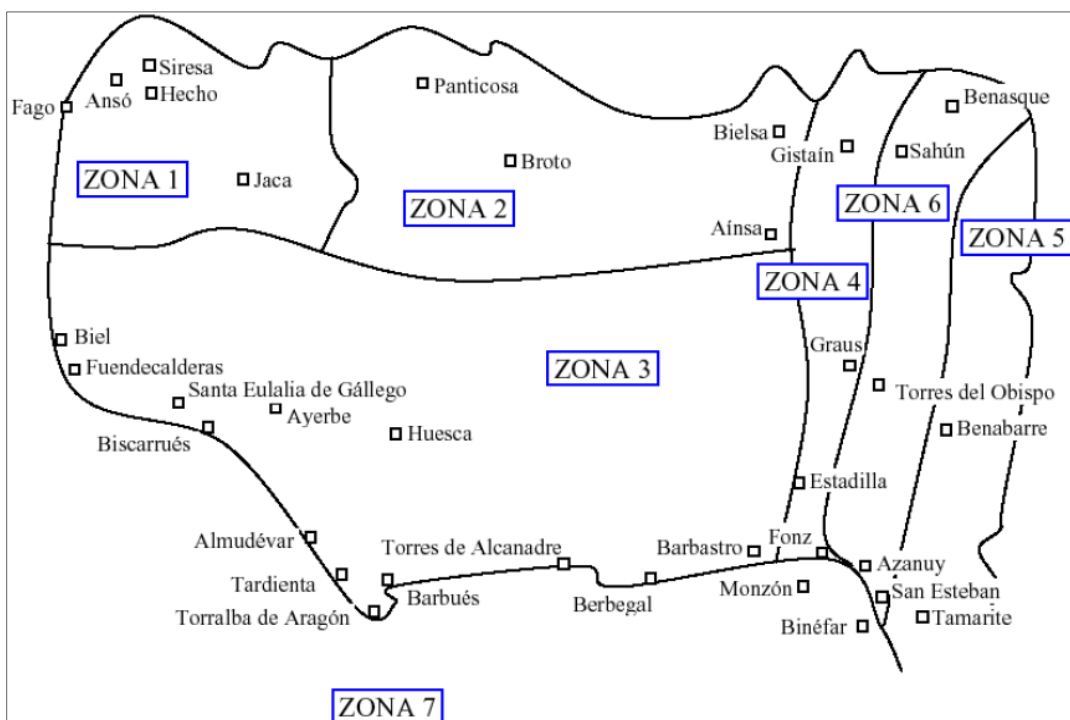 Siresa
Ansó
Hecho
Fago
Panticosa
Benasque
Bielsa
Gistaín
Sahún
Broto
ZONA 1
Jaca
ZONA 2
ZONA 6
Aínsa
ZONA 5
ZONA 4
Biel
Fuendecalderas
ZONA 3
Graus
Santa Eulalia de Gállego
Torres del Obispo
Ayerbe
Biscarrués
Huesca
Benabarre
Estadilla
Almudévar
Torres de Alcanadre
Barbastro
Fonz
Azanuy
Tardienta
Barbués
Berbegal
Monzón
San Esteban
Torralba de Aragón
Binéfar
Tamarite
ZONA 7